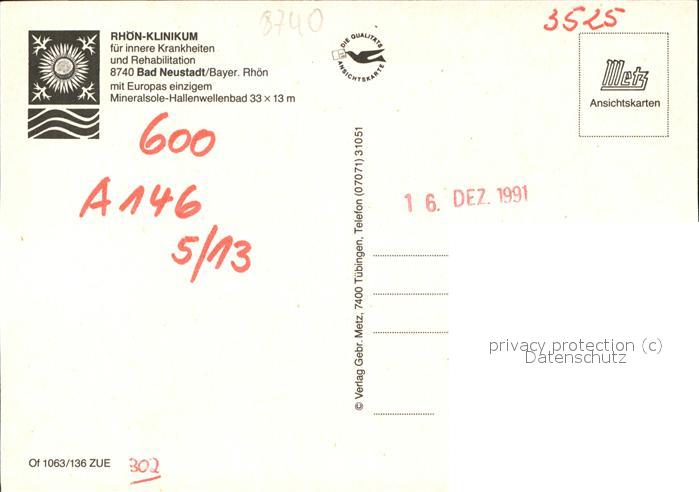 8740
3525
RHÖN-KLINIKUM
für innere Krankheiten
und Rehabilitation
8740 Bad Neustadt/Bayer. Rhön
mit Europas einzigem
Mineralsole-Hallenwellenbad 33 × 13 m
DIE QUALITÄTS
ANSICHTSKARTE
Metz
Ansichtskarten
600
A 146
5/13
16. DEZ. 1991
© Verlag Gebr. Metz, 7400 Tübingen, Telefon (07071) 31051
privacy protection (c)
Datenschutz
Of 1063/136 ZUE
302